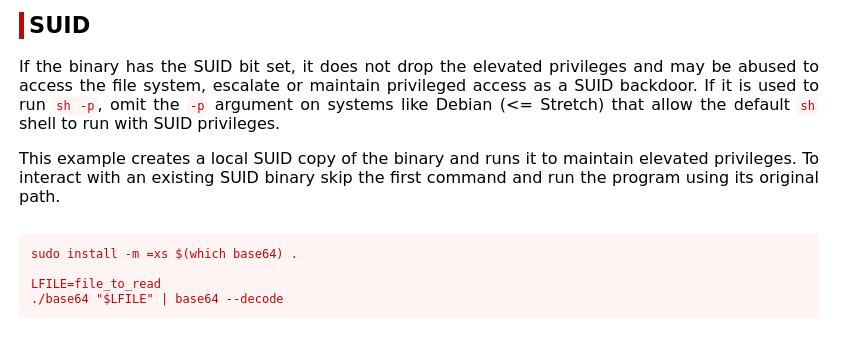 SUID
If the binary has the SUID bit set, it does not drop the elevated privileges and may be abused to
access the file system, escalate or maintain privileged access as a SUID backdoor. If it is used to
run sh -p, omit the -p argument on systems like Debian (<= Stretch) that allow the default sh
shell to run with SUID privileges.
This example creates a local SUID copy of the binary and runs it to maintain elevated privileges. To
interact with an existing SUID binary skip the first command and run the program using its original
path.
sudo install -m =xs $(which base64) .
LFILE=file_to_read
./base64 "$LFILE" | base64 --decode